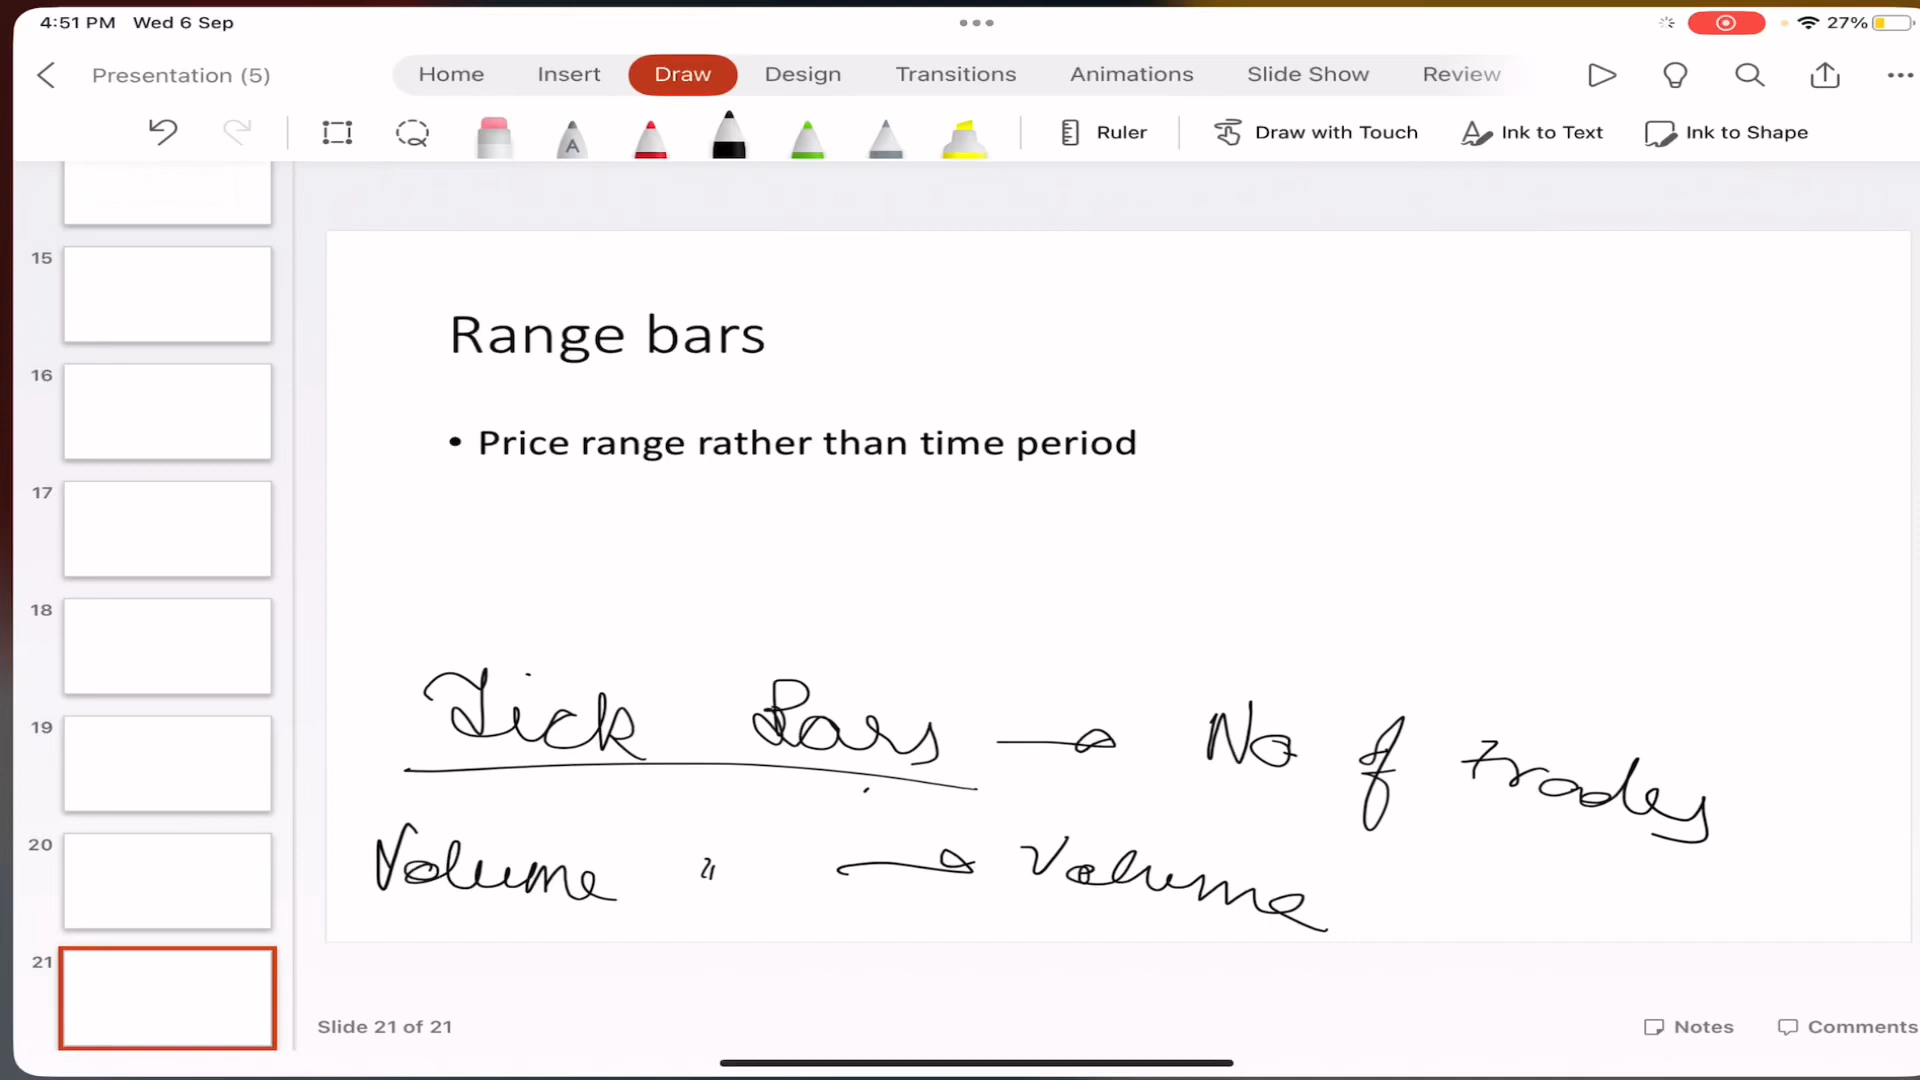 4:51 PM Wed 6 Sep
27%
Presentation (5)
Home Insert Draw Design Transitions Animations Slide Show Review
A Ruler Draw with Touch Ink to Text Ink to Shape
15
16
17
18
19
20
21
Range bars
• Price range rather than time period
Tick Bars → No of trades
Volume " → Volume
Slide 21 of 21
Notes Comments